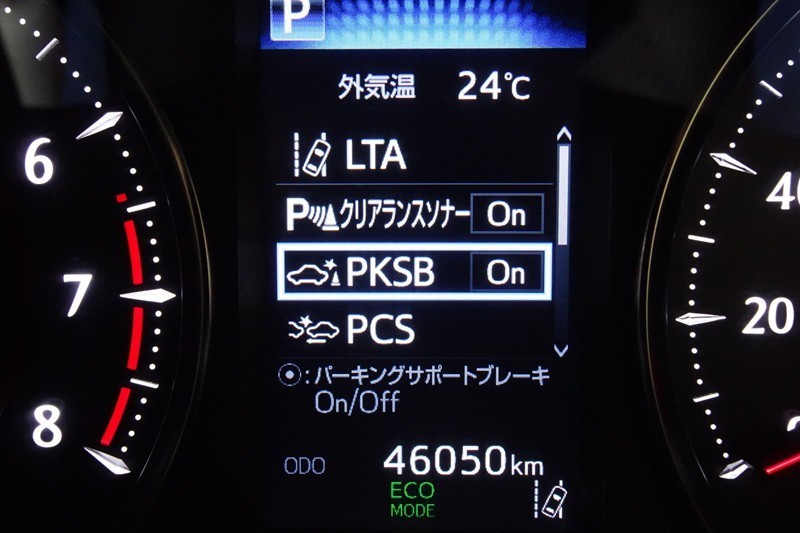 P
外気温 24℃
LTA
Pクリアランスソナー On
PKSB On
PCS
:パーキングサポートブレーキ
On/Off
ODO 46050km
ECO
MODE
6
7
8
40
20